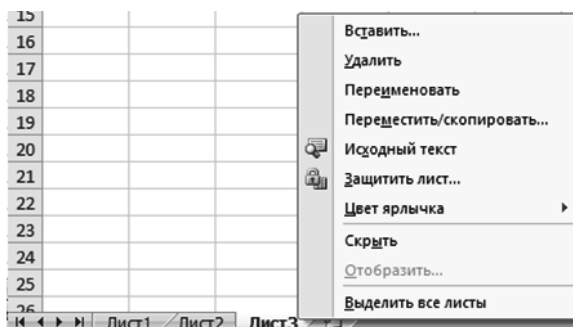 15
16
17
18
19
20
21
22
23
24
25
26
Вставить...
Удалить
Переименовать
Переместить/скопировать...
Исходный текст
Защитить лист...
Цвет ярлычка
Скрыть
Отобразить...
Выделить все листы
Лист1 Лист2 Лист3